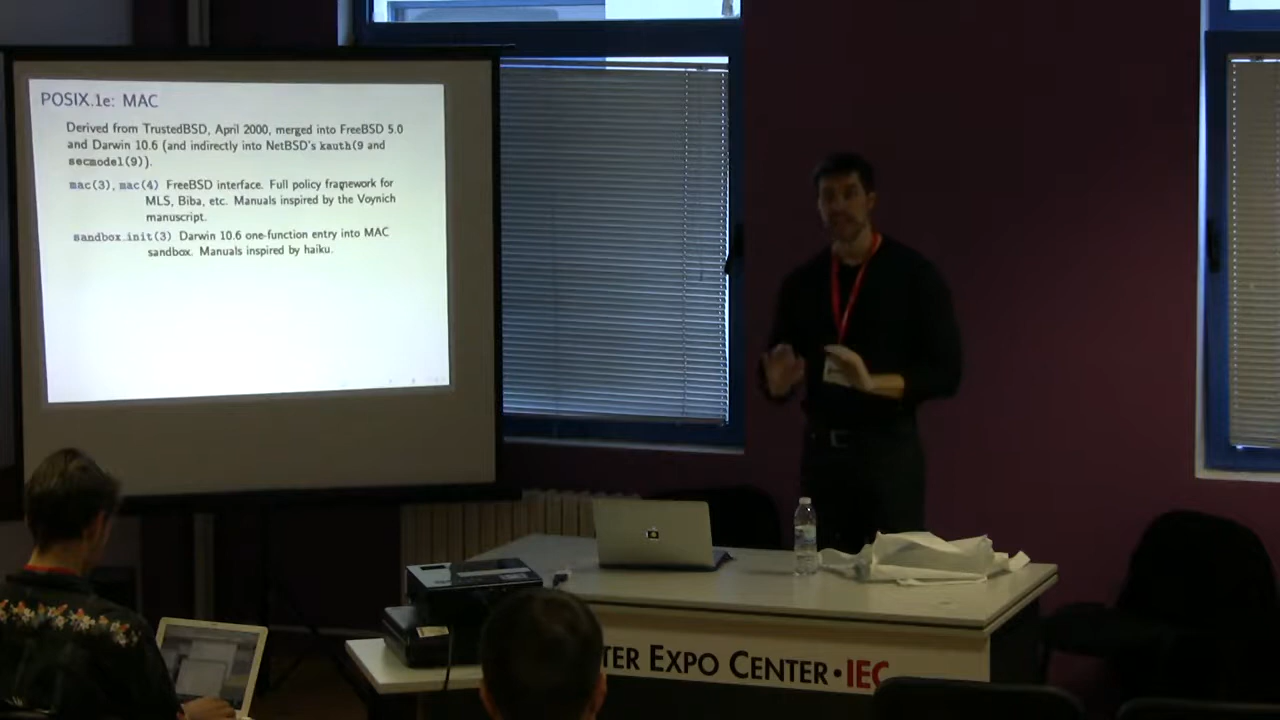 POSIX.1e: MAC
Derived from TrustedBSD, April 2000, merged into FreeBSD 5.0
and Darwin 10.6 (and indirectly into NetBSD's kauth(9 and
secmodel(9)).
mac(3), mac(4) FreeBSD interface. Full policy framework for
MLS, Biba, etc. Manuals inspired by the Voynich
manuscript.
sandbox_init(3) Darwin 10.6 one-function entry into MAC
sandbox. Manuals inspired by haiku.
TER EXPO CENTER · IEC